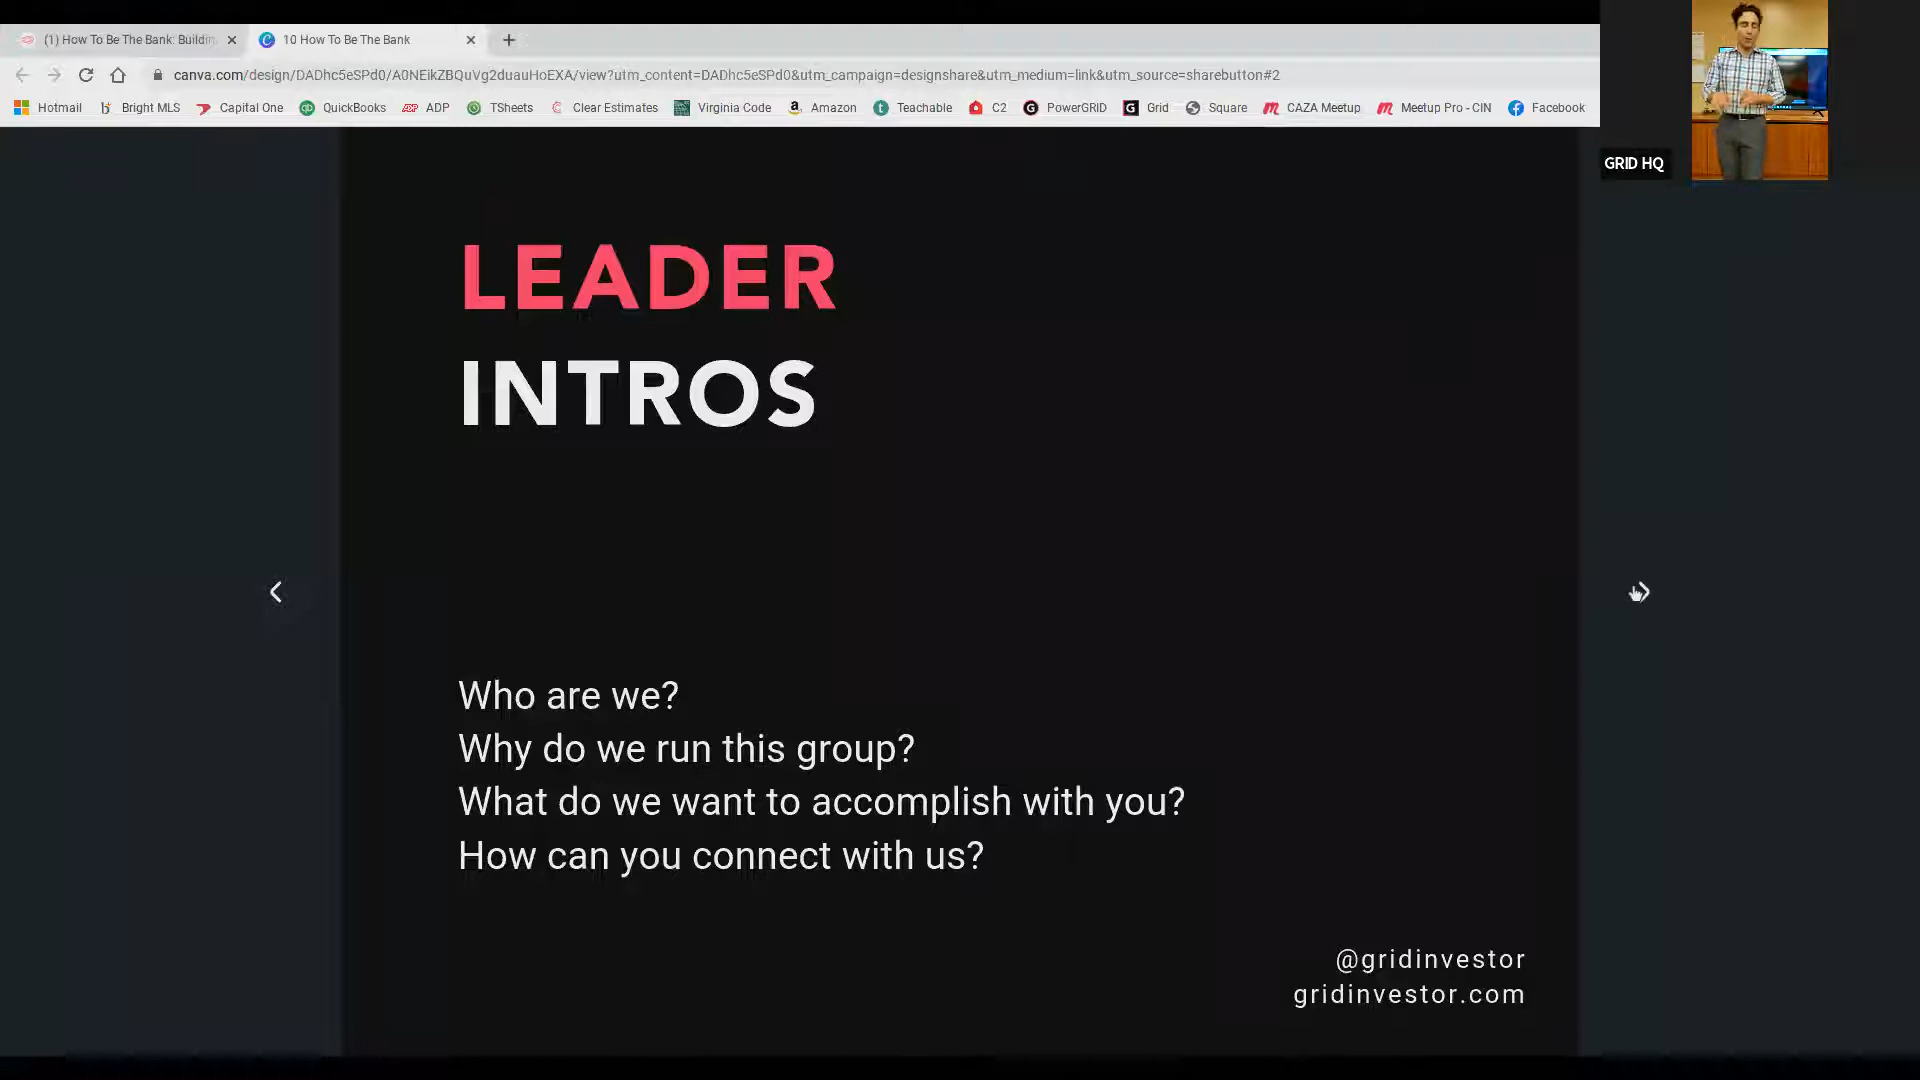 (1) How To Be The Bank: Buildin
10 How To Be The Bank
canva.com/design/DADhc5eSPd0/A0NEikZBQuVg2duauHoEXA/view?utm_content=DADhc5eSPd0&utm_campaign=designshare&utm_medium=link&utm_source=sharebutton#2
Hotmail Bright MLS Capital One QuickBooks ADP TSheets Clear Estimates Virginia Code Amazon Teachable C2 PowerGRID Grid Square CAZA Meetup Meetup Pro - CIN Facebook
GRID HQ
LEADER
INTROS
Who are we?
Why do we run this group?
What do we want to accomplish with you?
How can you connect with us?
@gridinvestor
gridinvestor.com